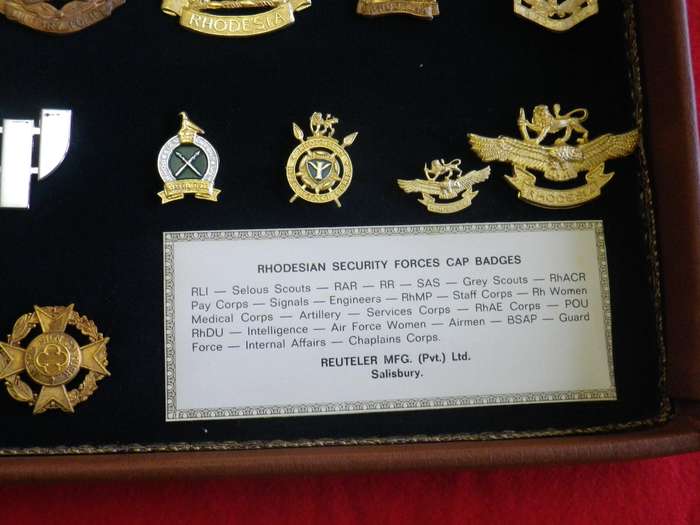 RHODESIA
RHODESIA
RHODESIAN SECURITY FORCES CAP BADGES
RLI — Selous Scouts — RAR — RR — SAS — Grey Scouts — RhACR
Pay Corps — Signals — Engineers — RhMP — Staff Corps — Rh Women
Medical Corps — Artillery — Services Corps — RhAE Corps — POU
RhDU — Intelligence — Air Force Women — Airmen — BSAP — Guard
Force — Internal Affairs — Chaplains Corps.
REUTELER MFG. (Pvt.) Ltd.
Salisbury.